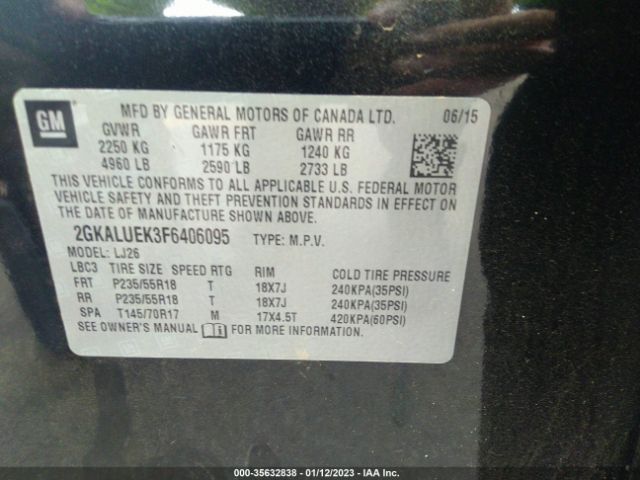 GM
MFD BY GENERAL MOTORS OF CANADA LTD. 06/15
GVWR GAWR FRT GAWR RR
2250 KG 1175 KG 1240 KG
4960 LB 2590 LB 2733 LB
THIS VEHICLE CONFORMS TO ALL APPLICABLE U.S. FEDERAL MOTOR
VEHICLE SAFETY AND THEFT PREVENTION STANDARDS IN EFFECT ON
THE DATE OF MANUFACTURE SHOWN ABOVE.
2GKALUEK3F6406095 TYPE: M.P.V.
MODEL: LJ26
LBC3 TIRE SIZE SPEED RTG RIM COLD TIRE PRESSURE
FRT P235/55R18 T 18X7J 240KPA(35PSI)
RR P235/55R18 T 18X7J 240KPA(35PSI)
SPA T145/70R17 M 17X4.5T 420KPA(60PSI)
SEE OWNER'S MANUAL FOR MORE INFORMATION.
000-35632838 - 01/12/2023 - IAA Inc.